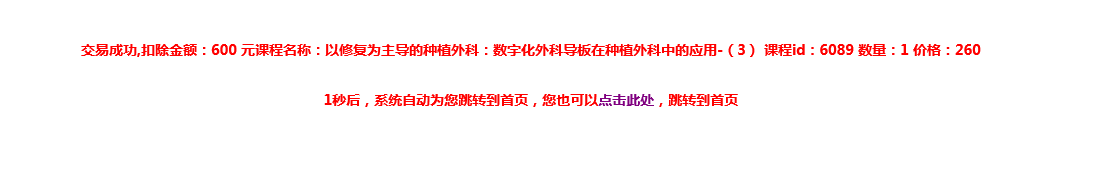 交易成功,扣除金额：600 元课程名称：以修复为主导的种植外科：数字化外科导板在种植外科中的应用-（3） 课程id：6089 数量：1 价格：260
1秒后，系统自动为您跳转到首页，您也可以点击此处，跳转到首页